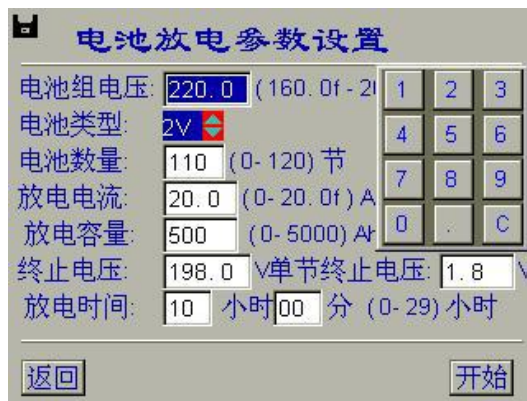 电池放电参数设置
电池组电压: 220.0 (160.0f-2
电池类型: 2V
电池数量: 110 (0-120) 节
放电电流: 20.0 (0-20.0f) A
放电容量: 500 (0-5000) Ah
终止电压: 198.0 V单节终止电压: 1.8 V
放电时间: 10 小时00 分 (0-29) 小时
1 2 3
4 5 6
7 8 9
0 . C
返回 开始